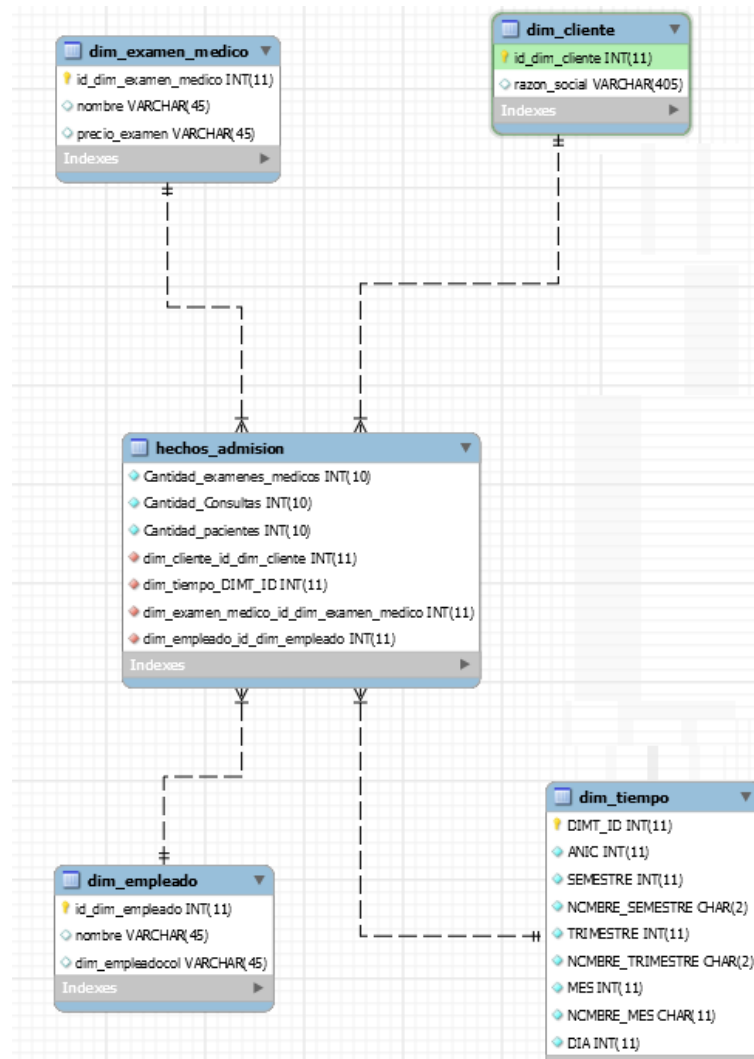 dim_examen_medico
id_dim_examen_medico INT(11)
nombre VARCHAR(45)
precio_examen VARCHAR(45)
Indexes
dim_cliente
id_dim_cliente INT(11)
razon_social VARCHAR(405)
Indexes
hechos_admision
Cantidad_examenes_medicos INT(10)
Cantidad_Consultas INT(10)
Cantidad_pacientes INT(10)
dim_cliente_id_dim_cliente INT(11)
dim_tiempo_DIMT_ID INT(11)
dim_examen_medico_id_dim_examen_medico INT(11)
dim_empleado_id_dim_empleado INT(11)
Indexes
dim_empleado
id_dim_empleado INT(11)
nombre VARCHAR(45)
dim_empleadocol VARCHAR(45)
Indexes
dim_tiempo
DIMT_ID INT(11)
ANIC INT(11)
SEMESTRE INT(11)
NCMBRE_SEMESTRE CHAR(2)
TRIMESTRE INT(11)
NCMBRE_TRIMESTRE CHAR(2)
MES INT(11)
NCMBRE_MES CHAR(11)
DIA INT(11)